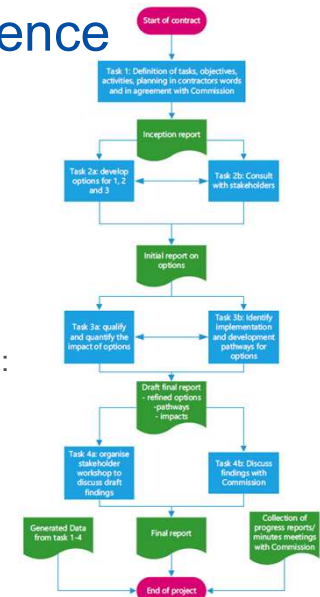 ence
Start of contract
Task 1: Definition of tasks, objectives,
activities, planning in contractors words
and in agreement with Commission
Inception report
Task 2a: develop
options for 1, 2
and 3
Task 2b: Consult
with stakeholders
Initial report on
options
Task 3a: qualify
and quantify the
impact of options
Task 3b: Identify
implementation
and development
pathways for
options
:
Draft final report
- refined options
-pathways
- impacts
Task 4a: organise
stakeholder
workshop to
discuss draft
findings
Task 4b: Discuss
findings with
Commission
Generated Data
from task 1-4
Final report
Collection of
progress reports/
minutes meetings
with Commission
End of project